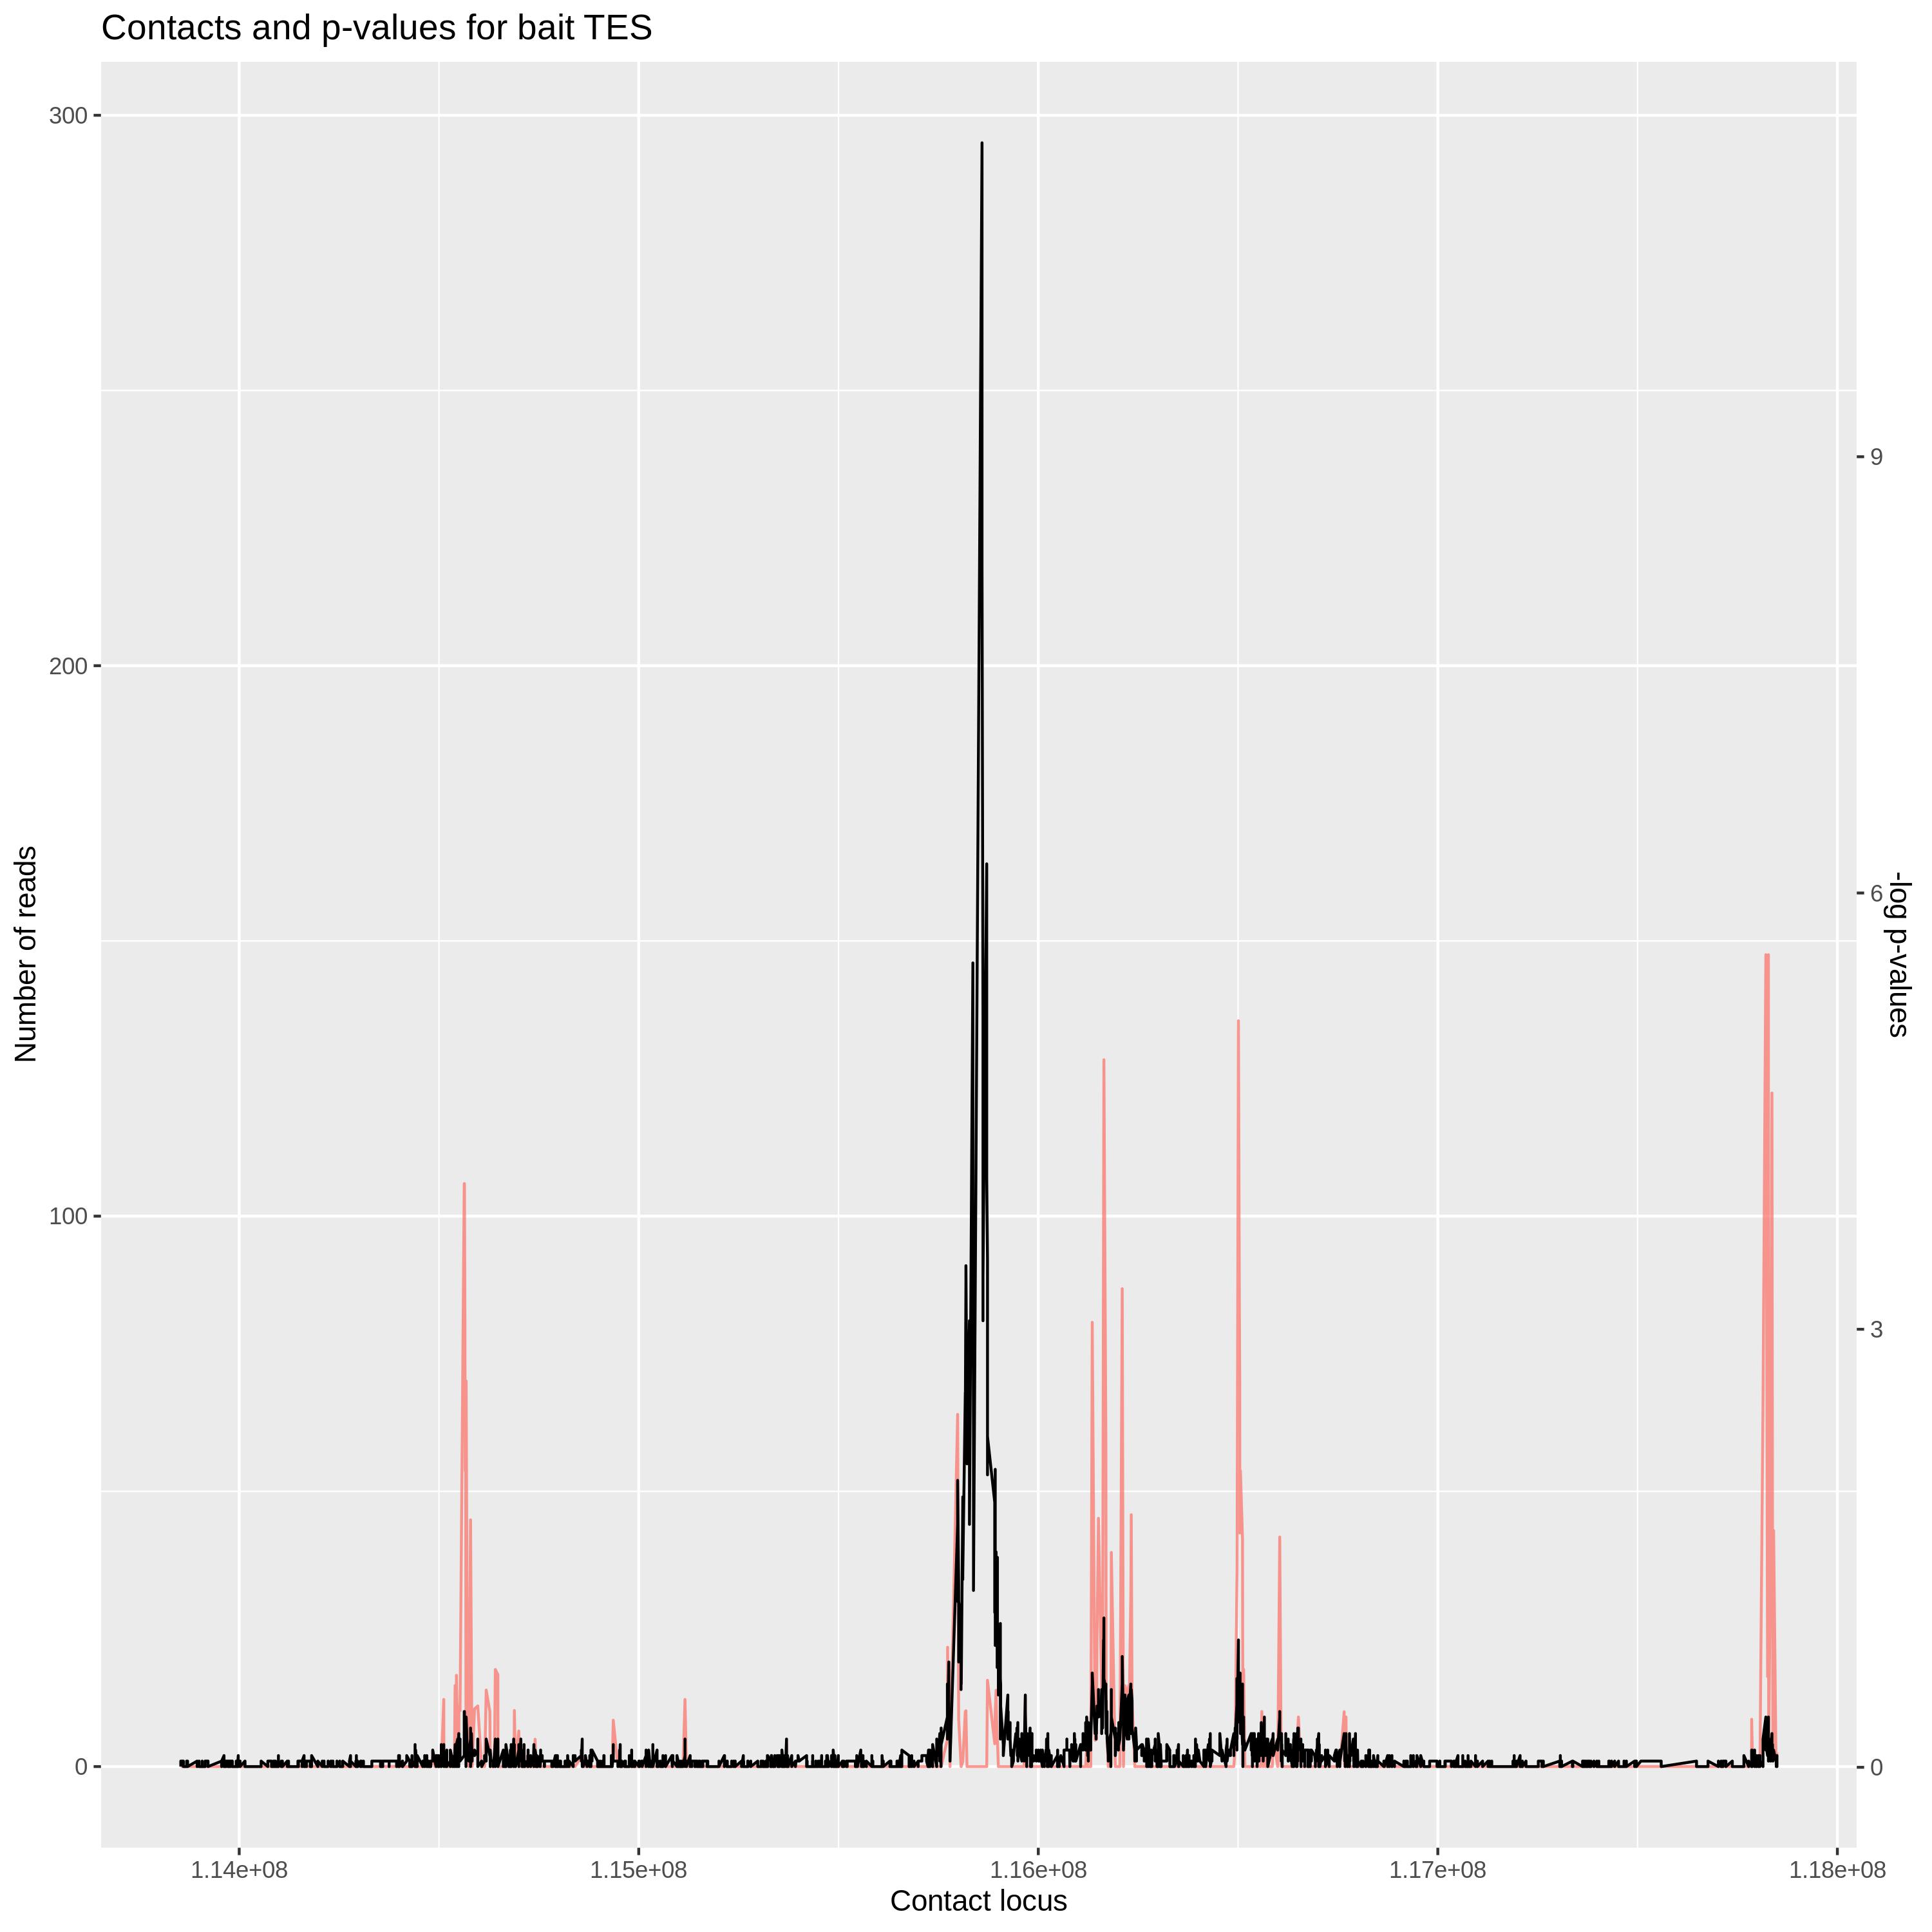 Contacts and p-values for bait TES
300
200
100
0
Number of reads
9
6
3
0
-log p-values
1.14e+08
1.15e+08
1.16e+08
1.17e+08
1.18e+08
Contact locus